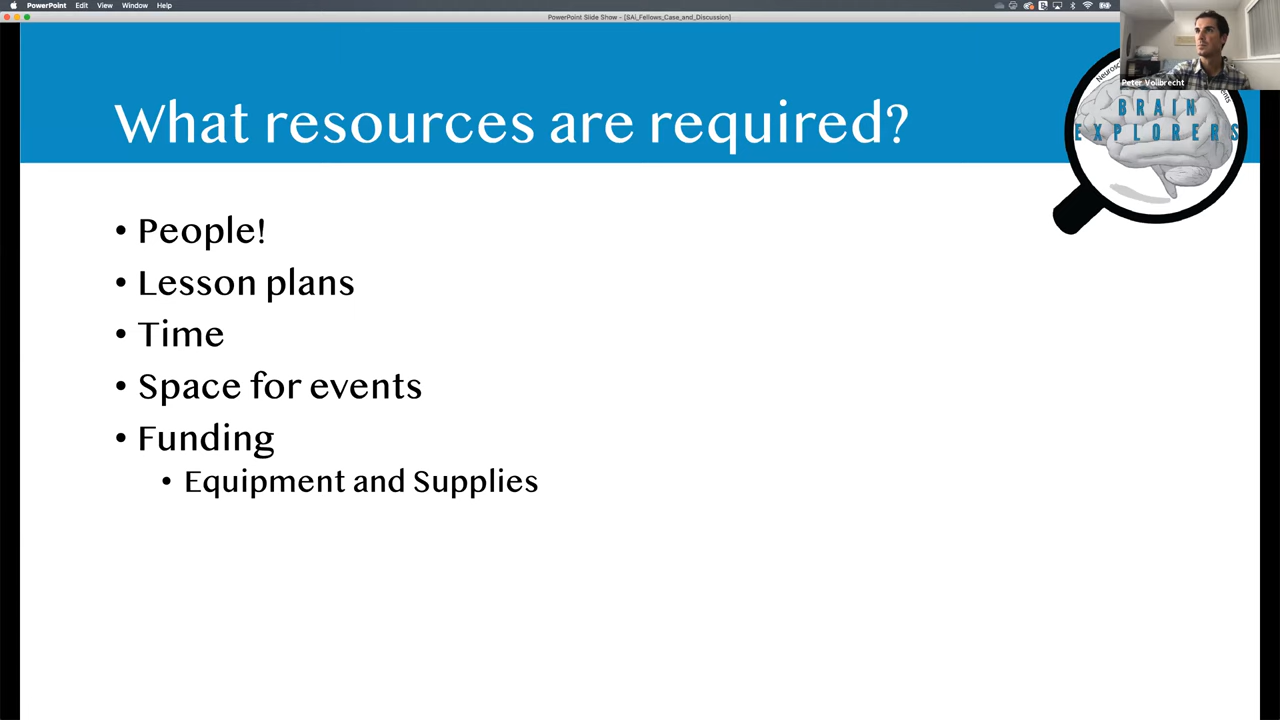 PowerPoint Edit View Window Help
PowerPoint Slide Show - [SAi_Fellows_Case_and_Discussion]
Peter Vollbrecht
What resources are required?
BRAIN
EXPLORERS
• People!
• Lesson plans
• Time
• Space for events
• Funding
• Equipment and Supplies